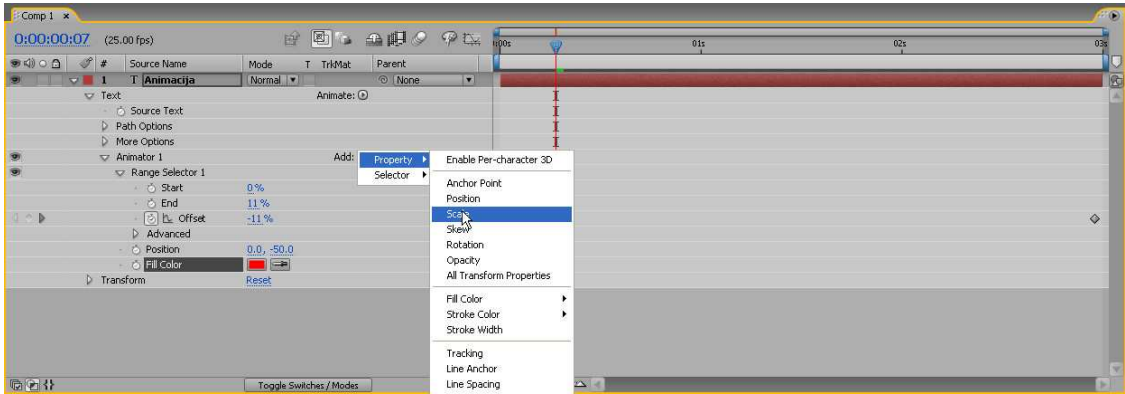 Comp 1 ×
0:00:00:07 (25.00 fps)
:00s 01s 02s 03s
# Source Name Mode T TrkMat Parent
1 T Animacija Normal None
Text Animate:
Source Text
Path Options
More Options
Animator 1 Add:
Range Selector 1
Start 0%
End 11%
Offset -11%
Advanced
Position 0.0, -50.0
Fill Color
Transform Reset
Property
Selector
Enable Per-character 3D
Anchor Point
Position
Scale
Skew
Rotation
Opacity
All Transform Properties
Fill Color
Stroke Color
Stroke Width
Tracking
Line Anchor
Line Spacing
Toggle Switches / Modes